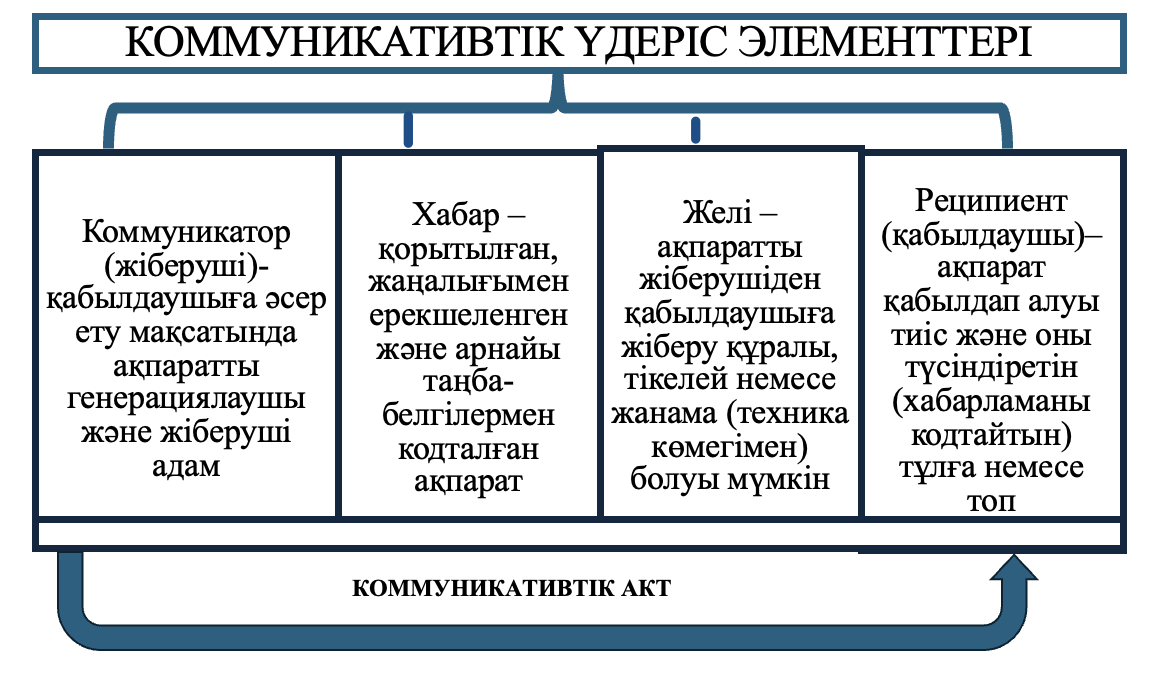 КОММУНИКАТИВТІК ҮДЕРІС ЭЛЕМЕНТТЕРІ
Коммуникатор
(жіберуші)-
қабылдаушыға әсер
ету мақсатында
ақпаратты
генерациялаушы
және жіберуші
адам
Хабар –
қорытылған,
жаңалығымен
ерекшеленген
және арнайы
таңба-
белгілермен
кодталған
ақпарат
Желі –
ақпаратты
жіберушіден
қабылдаушыға
жіберу құралы,
тікелей немесе
жанама (техника
көмегімен)
болуы мүмкін
Реципиент
(қабылдаушы)–
ақпарат
қабылдап алуы
тиіс және оны
түсіндіретін
(хабарламаны
кодтайтын)
тұлға немесе
топ
КОММУНИКАТИВТІК АКТ